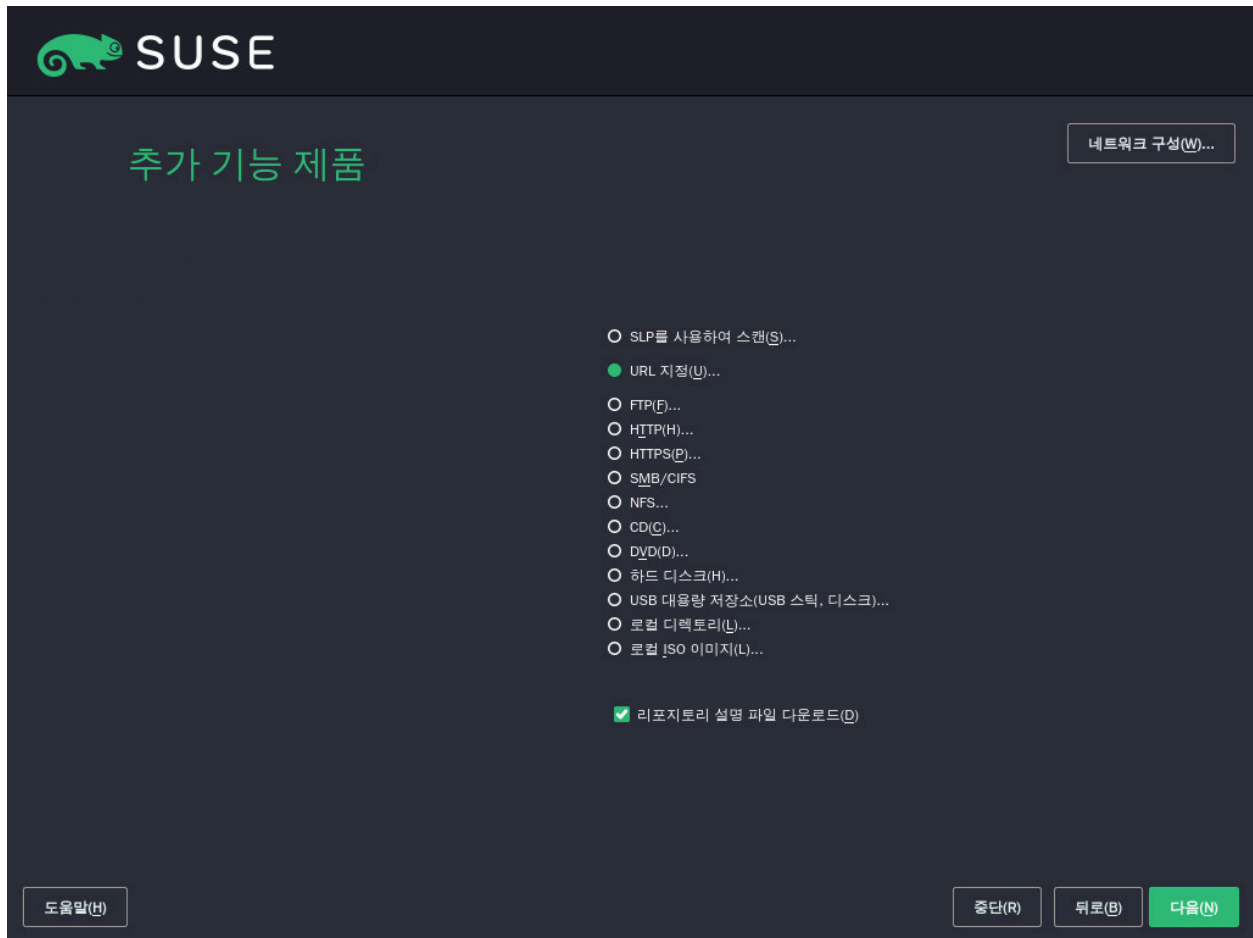 SUSE
추가 기능 제품
네트워크 구성(W)...
SLP를 사용하여 스캔(S)...
URL 지정(U)...
FTP(F)...
HTTP(H)...
HTTPS(P)...
SMB/CIFS
NFS...
CD(C)...
DVD(D)...
하드 디스크(H)...
USB 대용량 저장소(USB 스틱, 디스크)...
로컬 디렉토리(L)...
로컬 ISO 이미지(L)...
리포지토리 설명 파일 다운로드(D)
도움말(H)
중단(R)
뒤로(B)
다음(N)